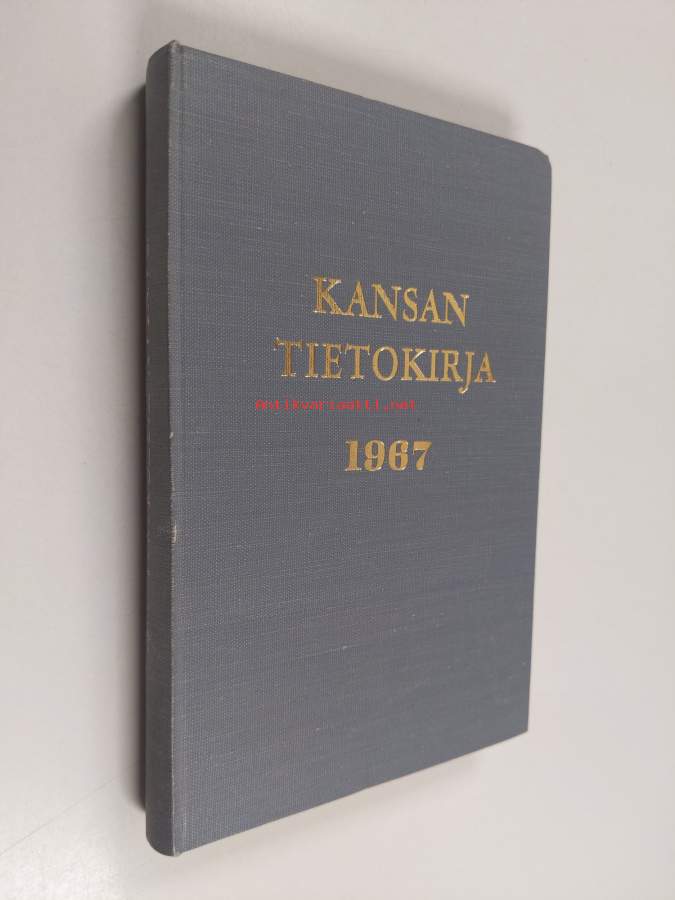 KANSAN
TIETOKIRJA
antikvariaatti.net
1967